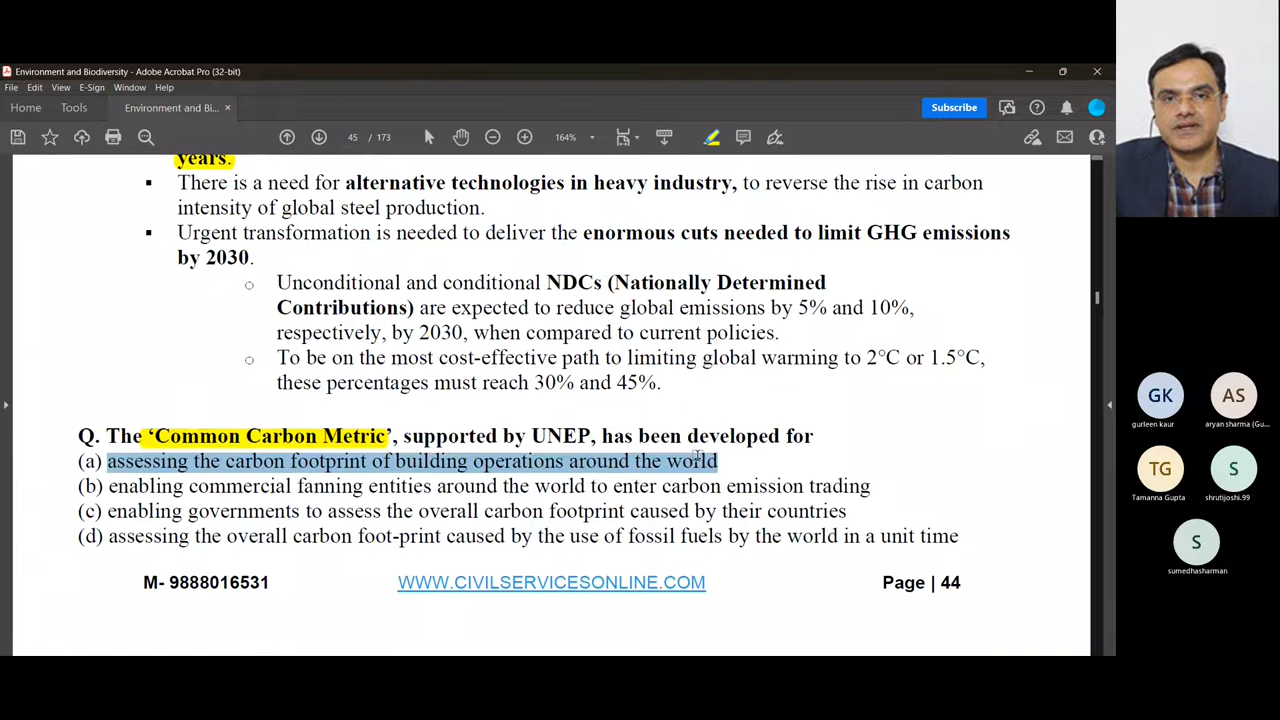 Environment and Biodiversity - Adobe Acrobat Pro (32-bit)
File Edit View E-Sign Window Help
Home Tools Environment and Bi... × Subscribe
45 / 173 164%
years.
▪ There is a need for alternative technologies in heavy industry, to reverse the rise in carbon
intensity of global steel production.
▪ Urgent transformation is needed to deliver the enormous cuts needed to limit GHG emissions
by 2030.
○ Unconditional and conditional NDCs (Nationally Determined
Contributions) are expected to reduce global emissions by 5% and 10%,
respectively, by 2030, when compared to current policies.
○ To be on the most cost-effective path to limiting global warming to 2°C or 1.5°C,
these percentages must reach 30% and 45%.
Q. The ‘Common Carbon Metric’, supported by UNEP, has been developed for
(a) assessing the carbon footprint of building operations around the world
(b) enabling commercial fanning entities around the world to enter carbon emission trading
(c) enabling governments to assess the overall carbon footprint caused by their countries
(d) assessing the overall carbon foot-print caused by the use of fossil fuels by the world in a unit time
M- 9888016531 WWW.CIVILSERVICESONLINE.COM Page | 44
GK AS
gurleen kaur aryan sharma (Gu...
TG S
Tamanna Gupta shrutijoshi.99
S
sumedhasharman